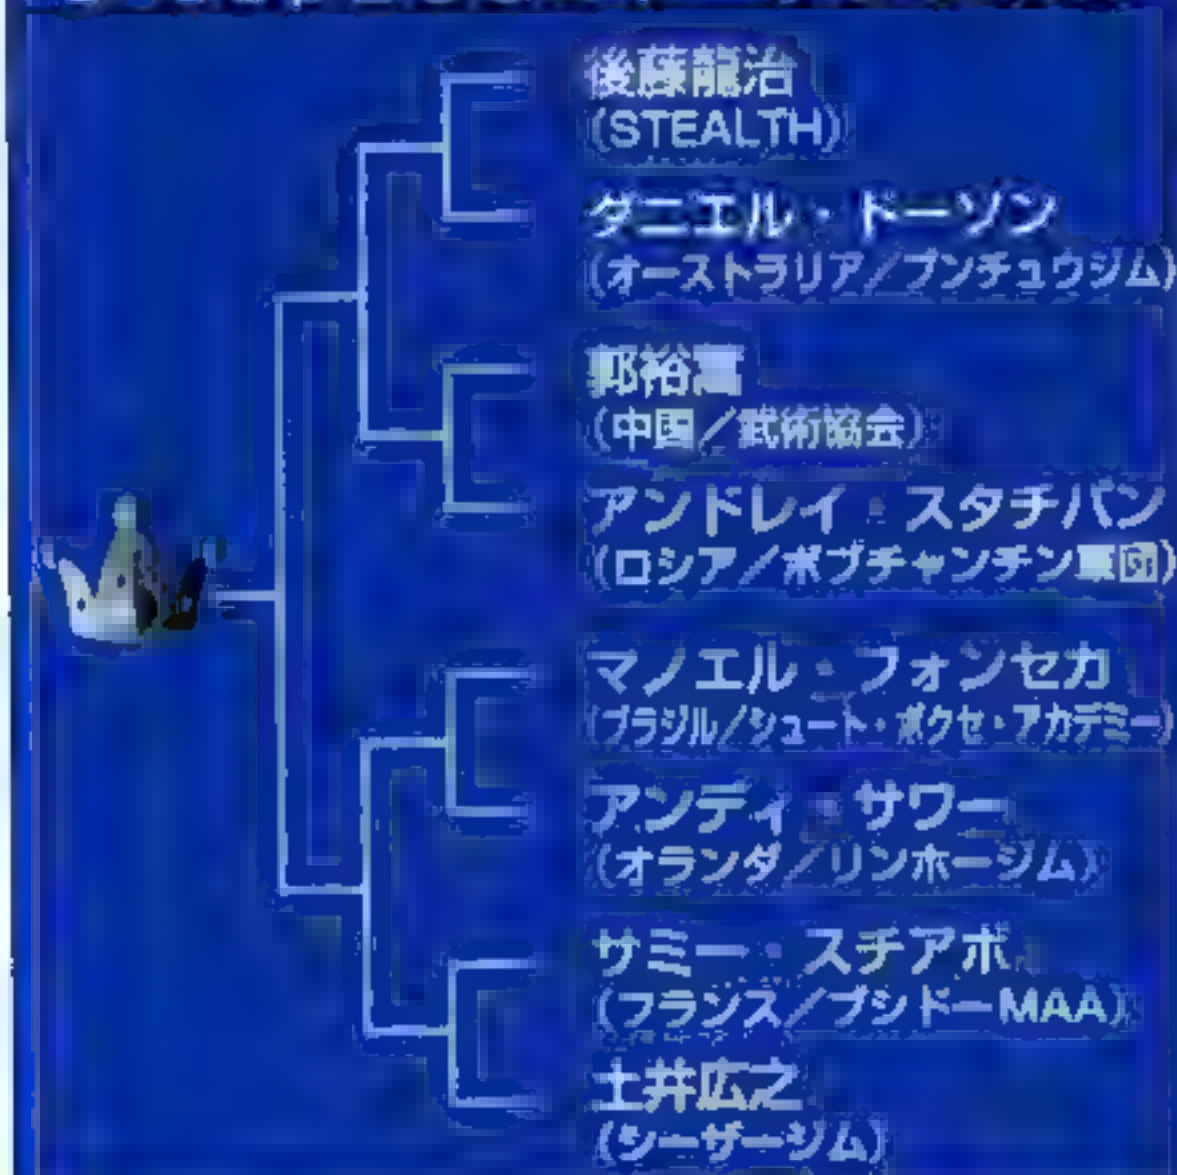 後藤龍治
(STEALTH)
ダニエル・ドーソン
(オーストラリア/ブンチュウジム)
郭裕蒿
(中国/武術協会)
アンドレイ・スタチバン
(ロシア/ボブチャンチン軍団)
マノエル・フォンセカ
(ブラジル/シュート・ボクセ・アカデミー)
アンディ・サワー
(オランダ/リンホージム)
サミー・スチアボ
(フランス/ブシドーMAA)
土井広之
(シーザージム)